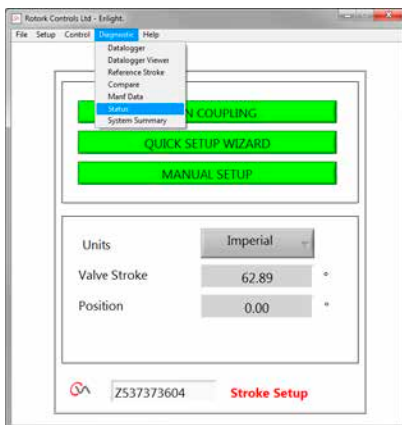 Rotork Controls Ltd - Enlight.
File Setup Control Diagnostic Help
Datalogger
Datalogger Viewer
Reference Stroke
Compare
Manf Data
Status
System Summary
N COUPLING
QUICK SETUP WIZARD
MANUAL SETUP
Units Imperial
Valve Stroke 62.89 °
Position 0.00 °
Z537373604 Stroke Setup